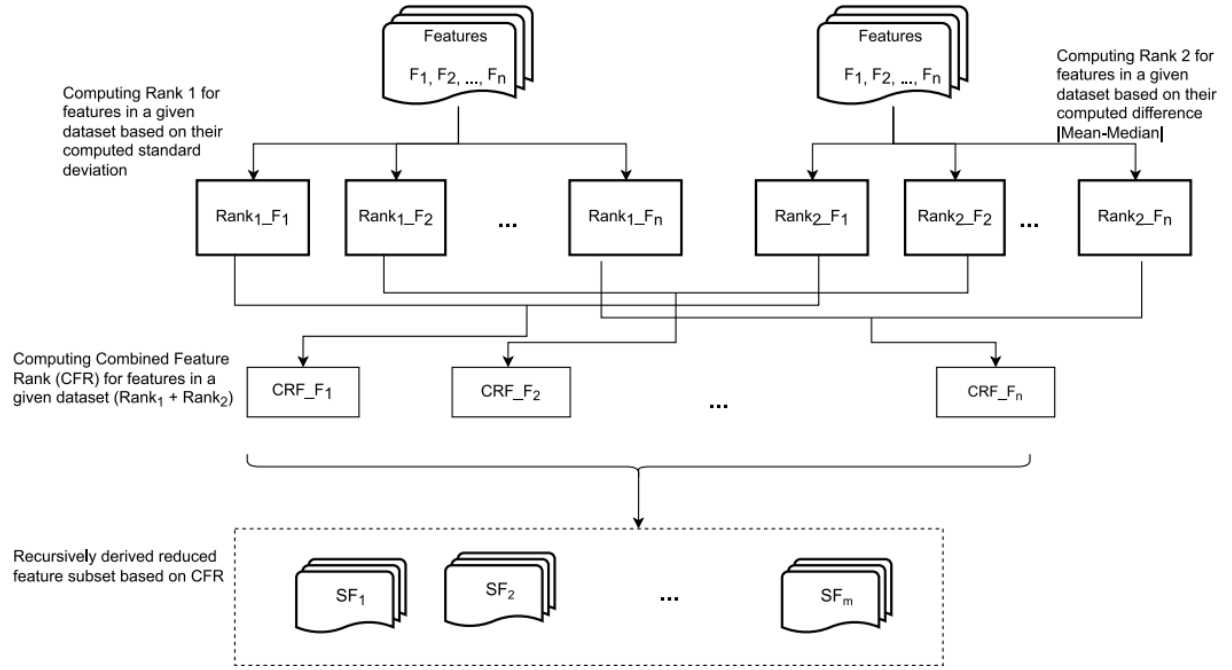 Features
F1, F2, ..., Fn
Features
F1, F2, ..., Fn
Computing Rank 1 for
features in a given
dataset based on their
computed standard
deviation
Computing Rank 2 for
features in a given
dataset based on their
computed difference
|Mean-Median|
Rank1_F1
Rank1_F2
...
Rank1_Fn
Rank2_F1
Rank2_F2
...
Rank2_Fn
Computing Combined Feature
Rank (CFR) for features in a
given dataset (Rank1 + Rank2)
CRF_F1
CRF_F2
...
CRF_Fn
Recursively derived reduced
feature subset based on CFR
SF1
SF2
...
SFm